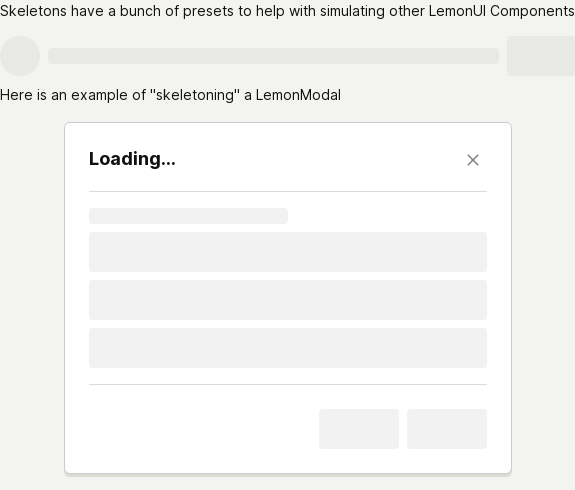 Skeletons have a bunch of presets to help with simulating other LemonUI Components
Here is an example of "skeletoning" a LemonModal
Loading...